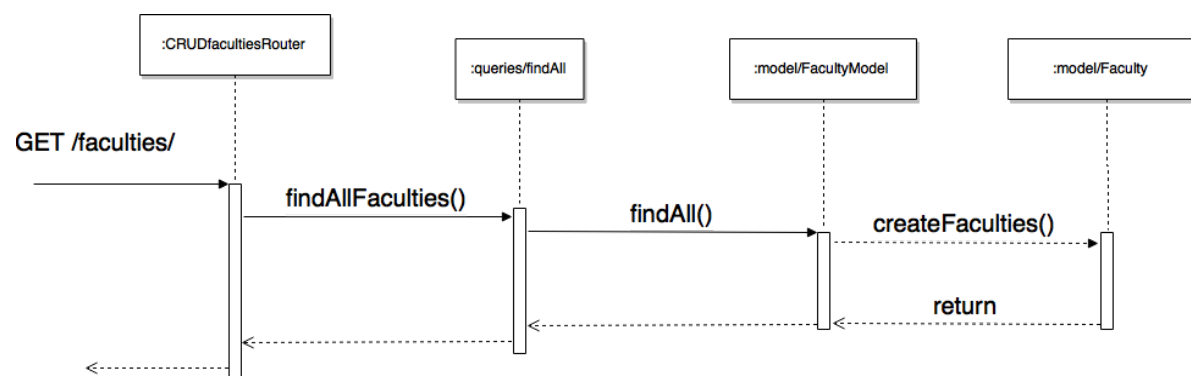 :CRUDfacultiesRouter
:queries/findAll
:model/FacultyModel
:model/Faculty
GET /faculties/
findAllFaculties()
findAll()
createFaculties()
return